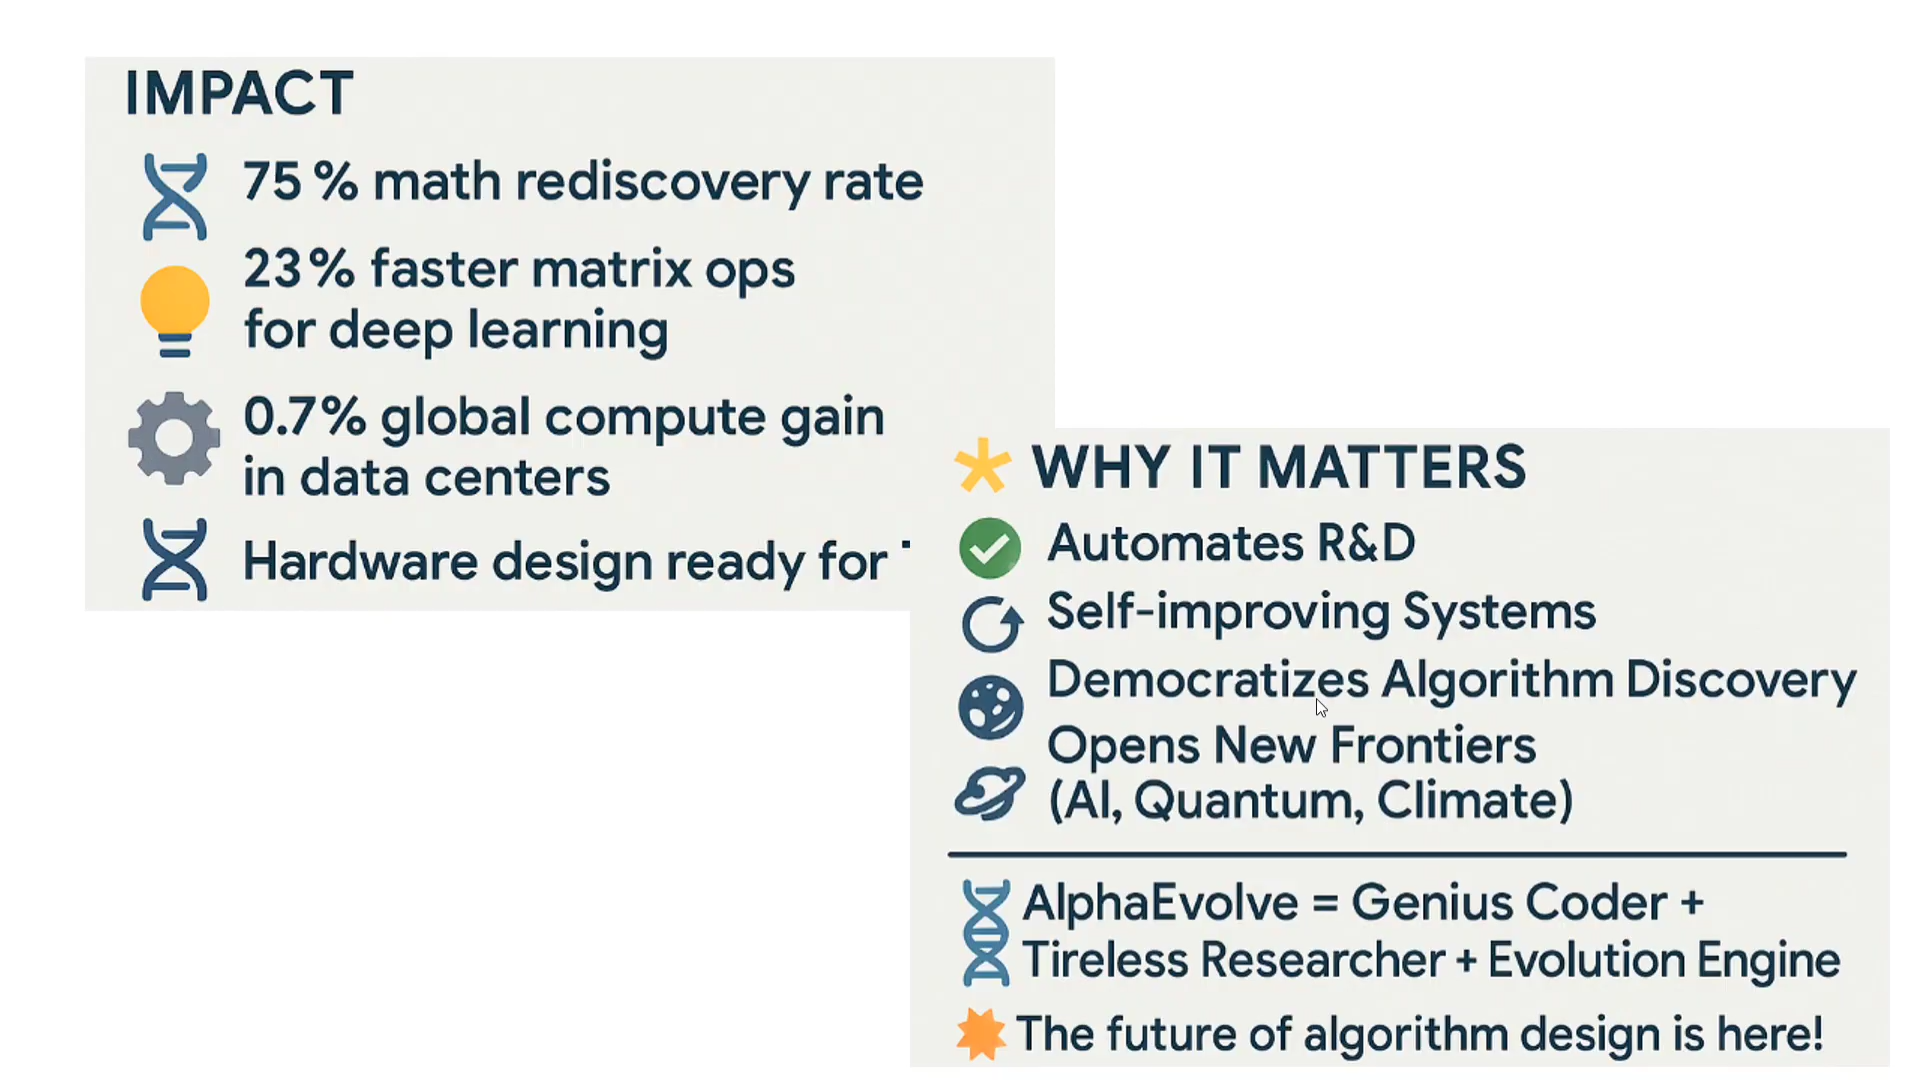 IMPACT
75% math rediscovery rate
23% faster matrix ops
for deep learning
0.7% global compute gain
in data centers
Hardware design ready for
WHY IT MATTERS
Automates R&D
Self-improving Systems
Democratizes Algorithm Discovery
Opens New Frontiers
(AI, Quantum, Climate)
AlphaEvolve = Genius Coder +
Tireless Researcher + Evolution Engine
The future of algorithm design is here!